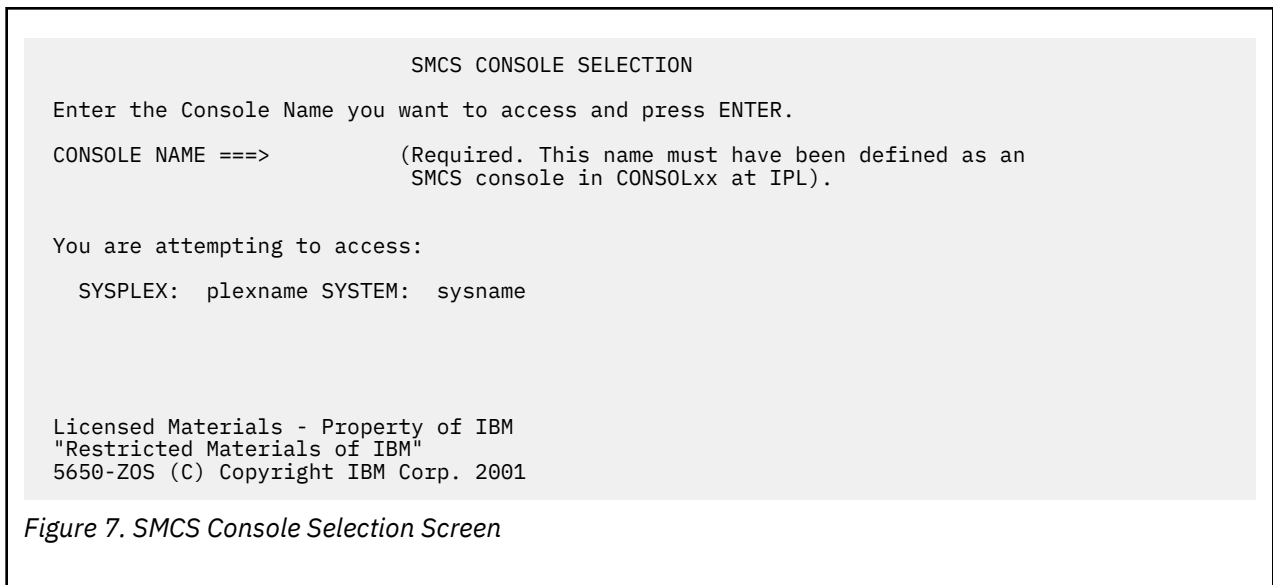 SMCS CONSOLE SELECTION
Enter the Console Name you want to access and press ENTER.
CONSOLE NAME ===> (Required. This name must have been defined as an
SMCS console in CONSOLxx at IPL).
You are attempting to access:
SYSPLEX: plexname SYSTEM: sysname
Licensed Materials - Property of IBM
"Restricted Materials of IBM"
5650-ZOS (C) Copyright IBM Corp. 2001
Figure 7. SMCS Console Selection Screen